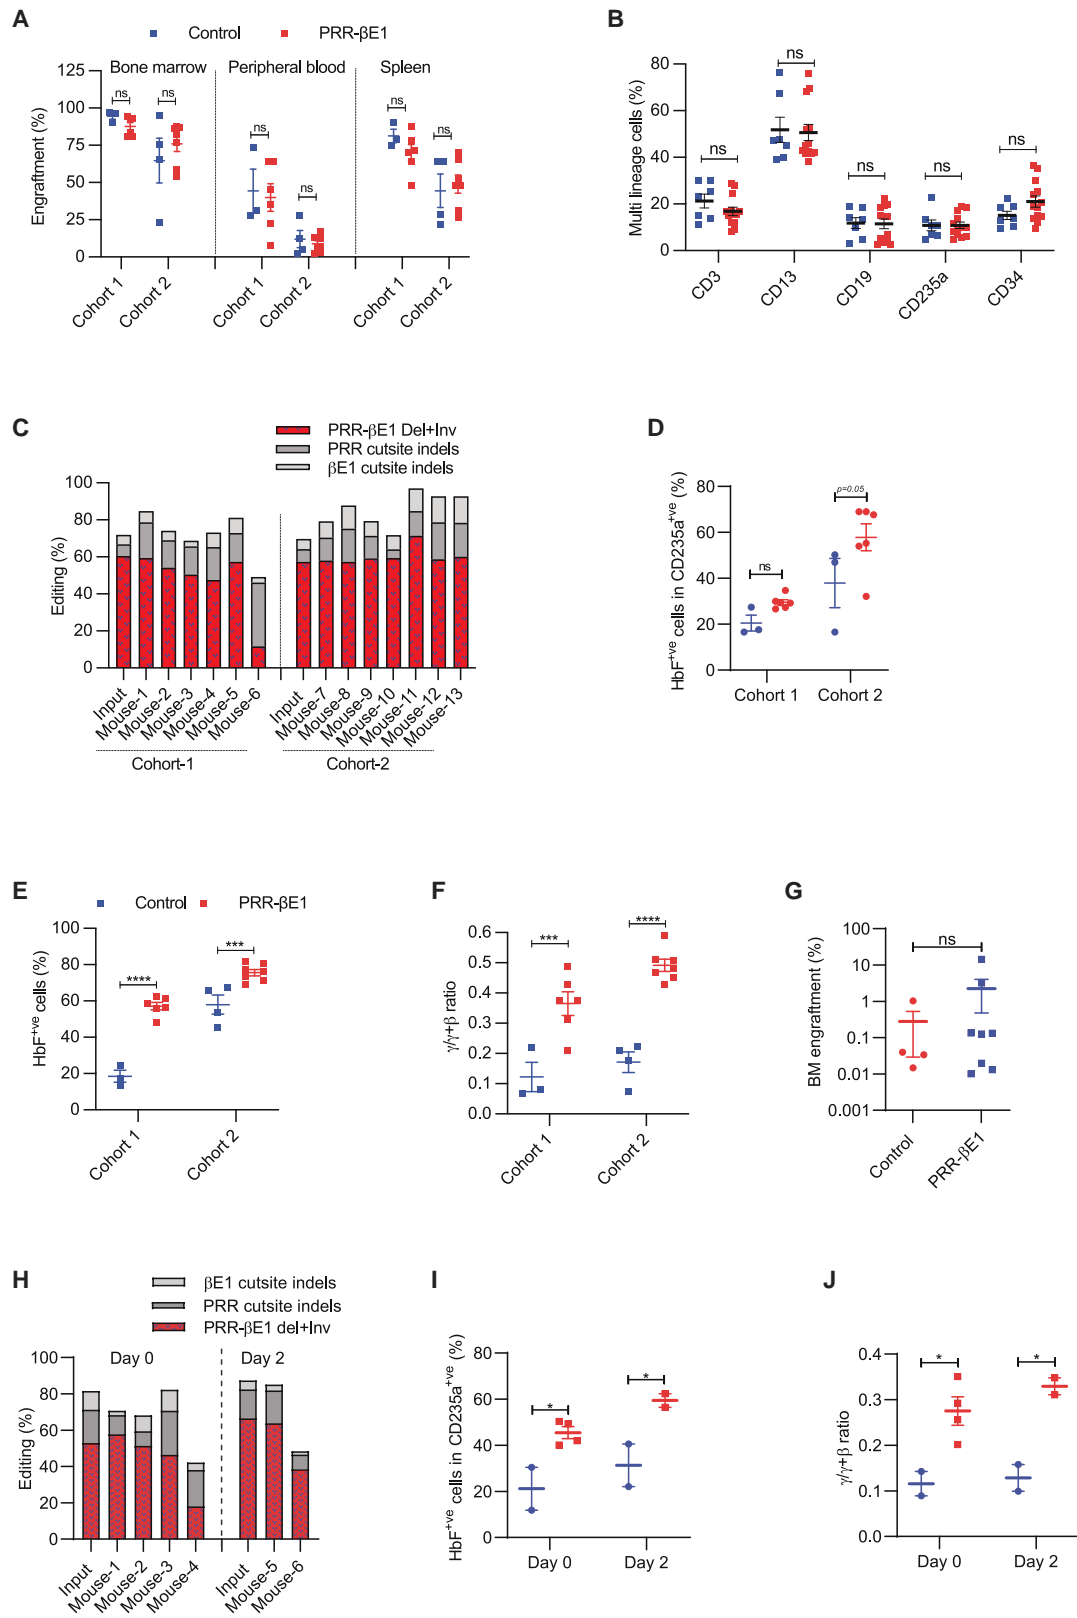 A
Control
PRR-βE1
Bone marrow
Peripheral blood
Spleen
125
100
75
50
25
0
Engraftment (%)
ns
ns
ns
ns
ns
ns
Cohort 1
Cohort 2
Cohort 1
Cohort 2
Cohort 1
Cohort 2
B
80
60
40
20
0
Multi lineage cells (%)
ns
ns
ns
ns
ns
CD3
CD13
CD19
CD235a
CD34
C
PRR-βE1 Del+Inv
PRR cutsite indels
βE1 cutsite indels
100
80
60
40
20
0
Editing (%)
Input
Mouse-1
Mouse-2
Mouse-3
Mouse-4
Mouse-5
Mouse-6
Input
Mouse-7
Mouse-8
Mouse-9
Mouse-10
Mouse-11
Mouse-12
Mouse-13
Cohort-1
Cohort-2
D
80
60
40
20
0
HbF+ve cells in CD235a+ve (%)
ns
p=0.05
Cohort 1
Cohort 2
E
Control
PRR-βE1
100
80
60
40
20
0
HbF+ve cells (%)
****
***
Cohort 1
Cohort 2
F
0.6
0.5
0.4
0.3
0.2
0.1
0.0
γ/γ+β ratio
***
****
Cohort 1
Cohort 2
G
100
10
1
0.1
0.01
0.001
BM engraftment (%)
ns
Control
PRR-βE1
H
βE1 cutsite indels
PRR cutsite indels
PRR-βE1 del+Inv
Day 0
Day 2
100
80
60
40
20
0
Editing (%)
Input
Mouse-1
Mouse-2
Mouse-3
Mouse-4
Input
Mouse-5
Mouse-6
I
80
60
40
20
0
HbF+ve cells in CD235a+ve (%)
*
*
Day 0
Day 2
J
0.4
0.3
0.2
0.1
0.0
γ/γ+β ratio
*
*
Day 0
Day 2